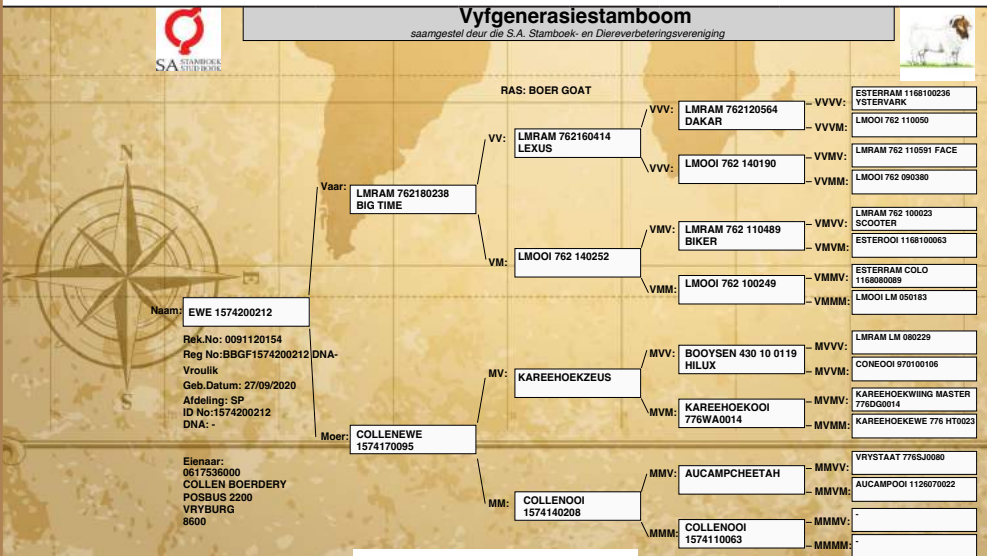 Vyfgenerasiestamboom
saamgestel deur die S.A. Stamboek- en Diereverbeteringsvereniging
SA STAMBOEK
STUD BOOK
RAS: BOER GOAT
Naam:
EWE 1574200212
Rek.No: 0091120154
Reg No:BBGF1574200212 DNA-
Vroulik
Geb.Datum: 27/09/2020
Afdeling: SP
ID No:1574200212
DNA: -
Eienaar:
0617536000
COLLEN BOERDERY
POSBUS 2200
VRYBURG
8600
Vaar:
LMRAM 762180238
BIG TIME
Moer:
COLLENEWE
1574170095
VV:
LMRAM 762160414
LEXUS
VM:
LMOOI 762 140252
MV:
KAREEHOEKZEUS
MM:
COLLENOOI
1574140208
VVV:
LMRAM 762120564
DAKAR
VVV:
LMOOI 762 140190
VMV:
LMRAM 762 110489
BIKER
VMM:
LMOOI 762 100249
MVV:
BOOYSEN 430 10 0119
HILUX
MVM:
KAREEHOEKOOI
776WA0014
MMV:
AUCAMPCHEETAH
MMM:
COLLENOOI
1574110063
VVVV:
ESTERRAM 1168100236
YSTERVARK
VVVM:
LMOOI 762 110050
VVMV:
LMRAM 762 110591 FACE
VVMM:
LMOOI 762 090380
VMVV:
LMRAM 762 100023
SCOOTER
VMVM:
ESTEROOI 1168100063
VMMV:
ESTERRAM COLO
1168080089
VMMM:
LMOOI LM 050183
MVVV:
LMRAM LM 080229
MVVM:
CONEOOI 970100106
MVMV:
KAREEHOEKWIING MASTER
776DG0014
MVMM:
KAREEHOEKEWE 776 HT0023
MMVV:
VRYSTAAT 776SJ0080
MMVM:
AUCAMPOOI 1126070022
MMMV:
-
MMMM:
-
N
E
S